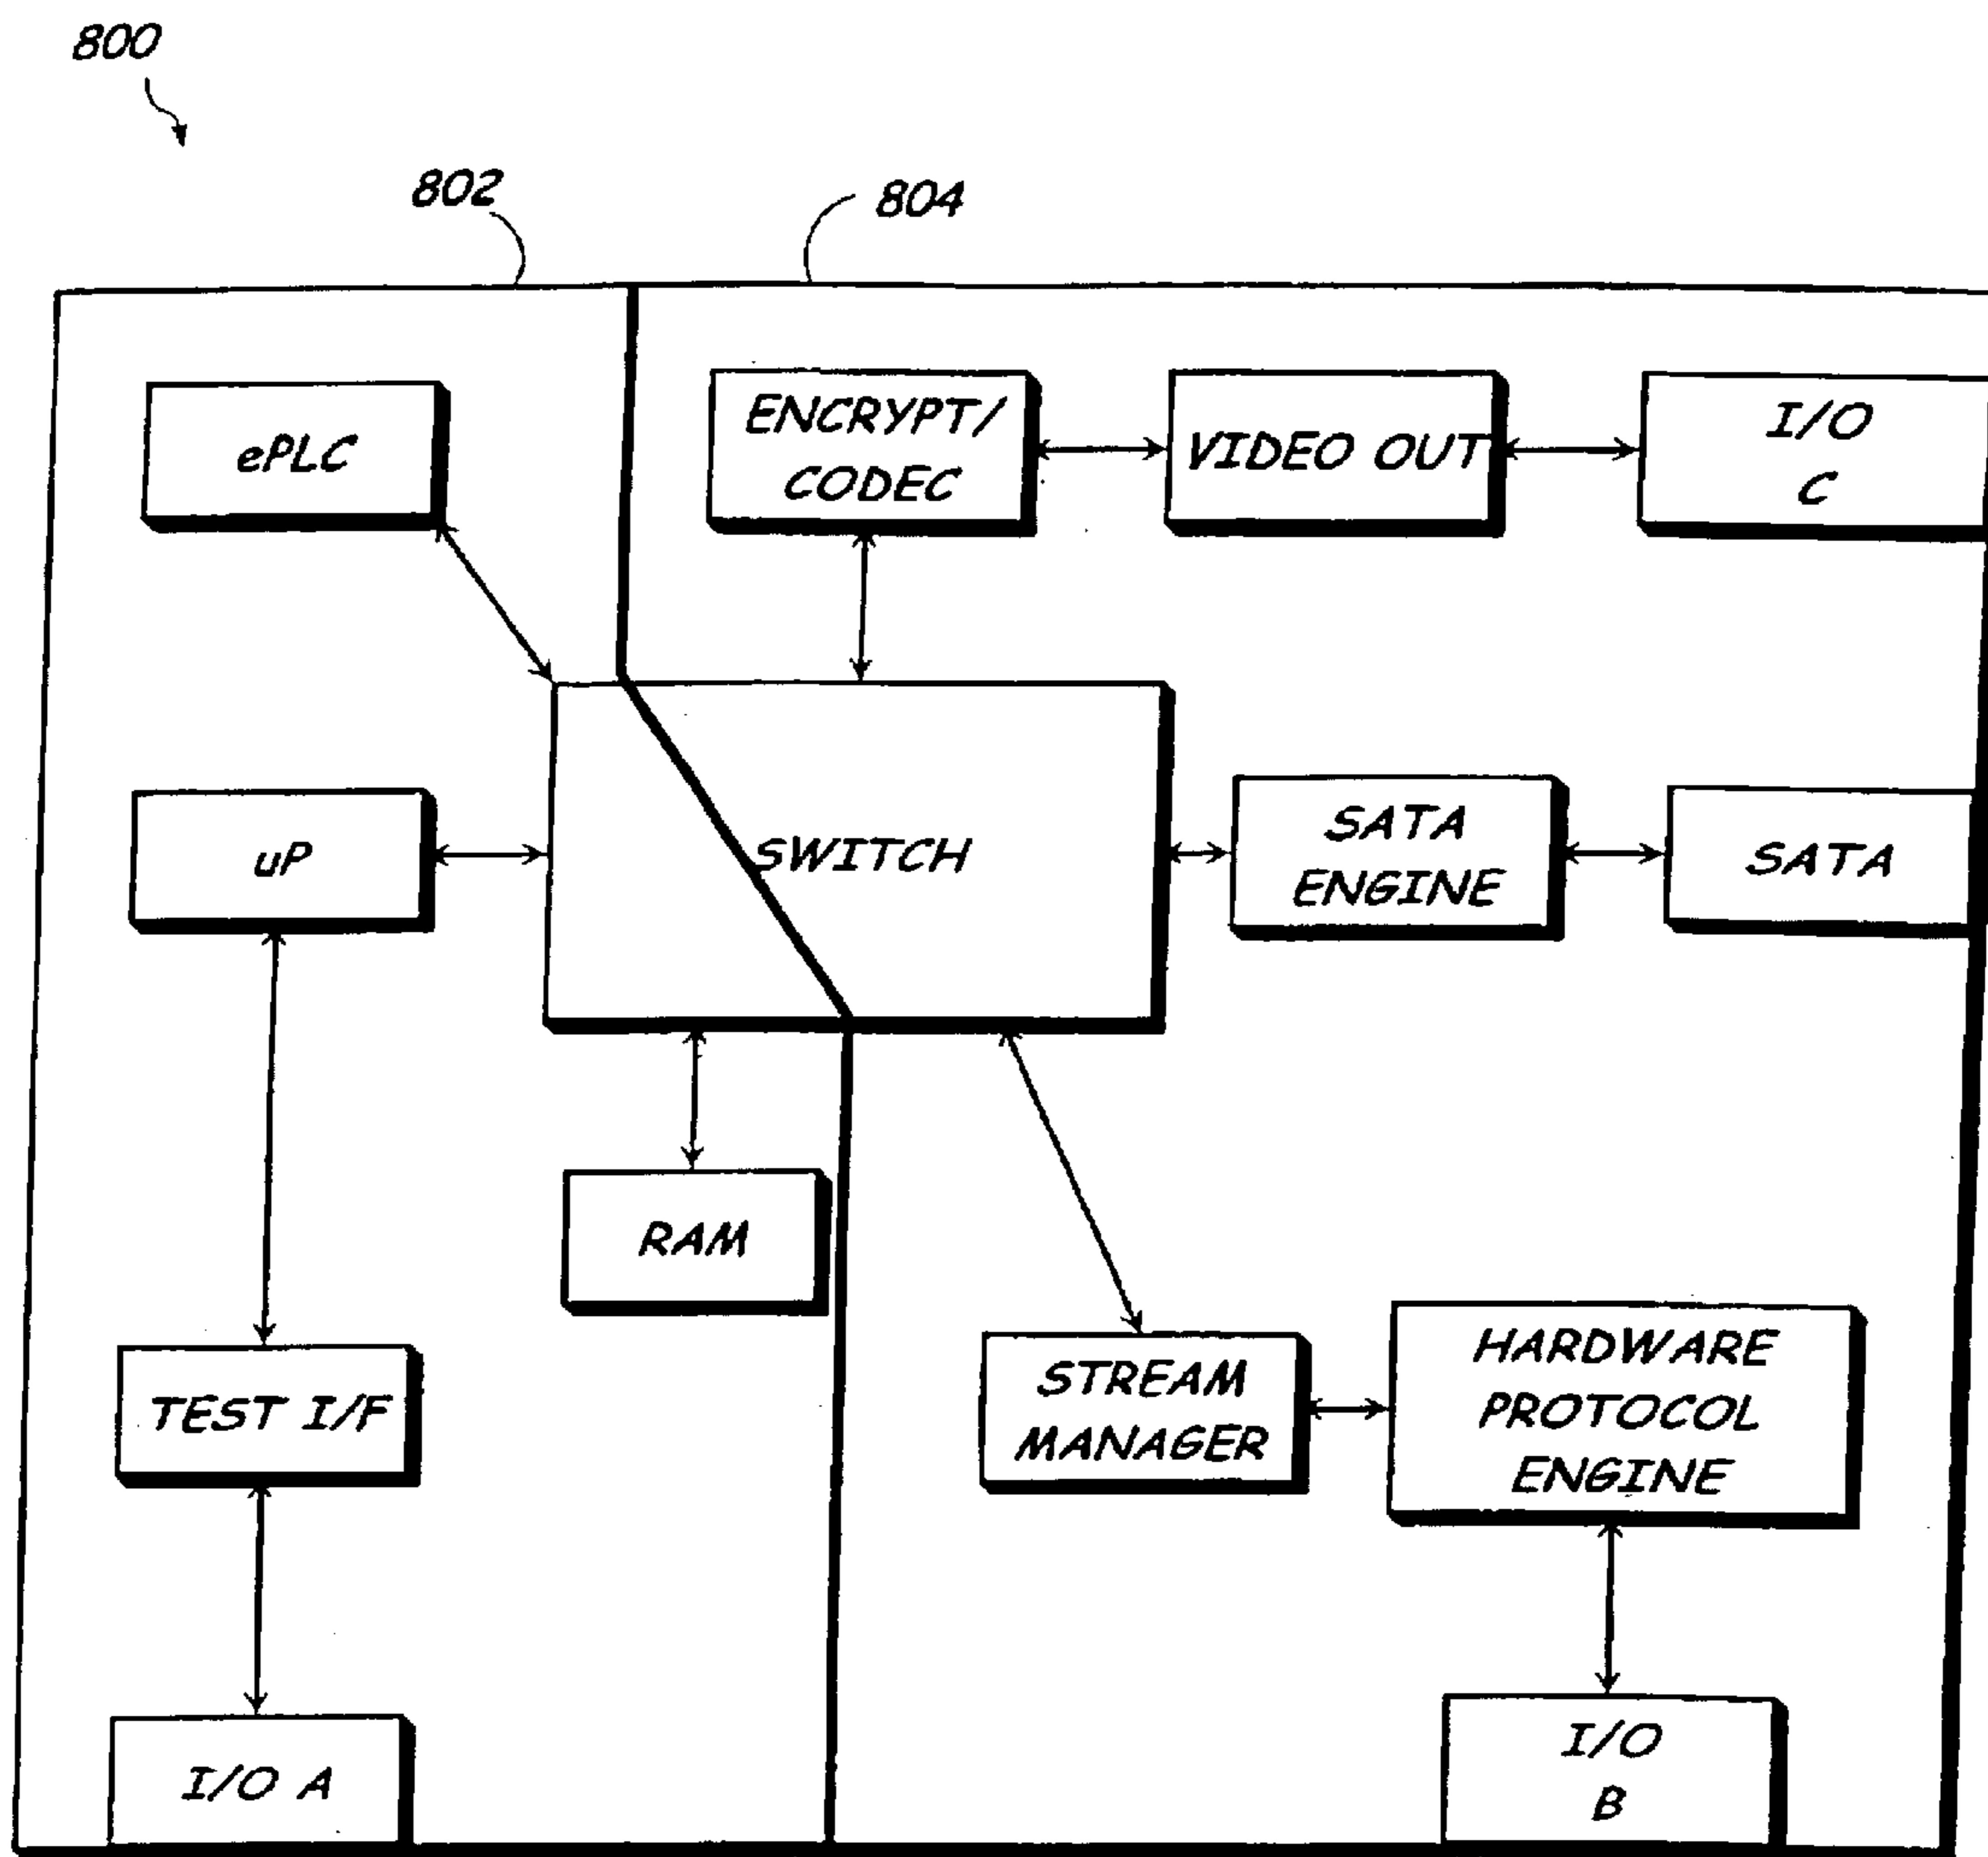 800
802
804
ePLC
ENCRYPT/
CODEC
VIDEO OUT
I/O
C
uP
SWITCH
SATA
ENGINE
SATA
RAM
TEST I/F
STREAM
MANAGER
HARDWARE
PROTOCOL
ENGINE
I/O A
I/O
B